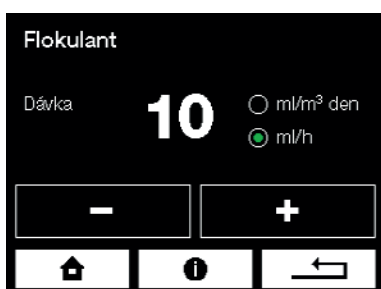 Flokulant
Dávka
10
ml/m³ den
ml/h
− +